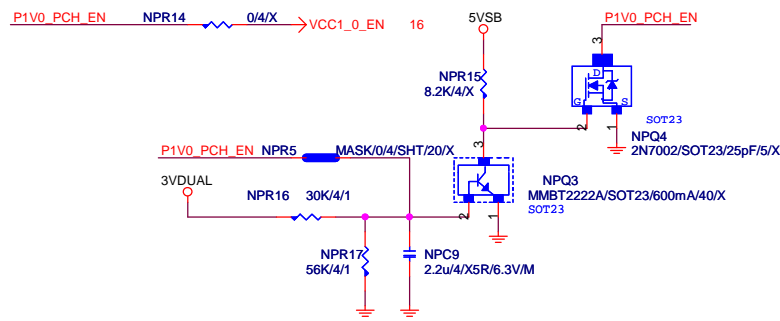 P1V0_PCH_EN NPR14 0/4/X VCC1_0_EN 16
5VSB
P1V0_PCH_EN
3
D
G
S
2
1
SOT23
NPQ4
2N7002/SOT23/25pF/5/X
NPR15
8.2K/4/X
3
P1V0_PCH_EN NPR5 MASK/0/4/SHT/20/X
3VDUAL
NPR16 30K/4/1
2
1
NPQ3
MMBT2222A/SOT23/600mA/40/X
SOT23
NPR17
56K/4/1
NPC9
2.2u/4/X5R/6.3V/M